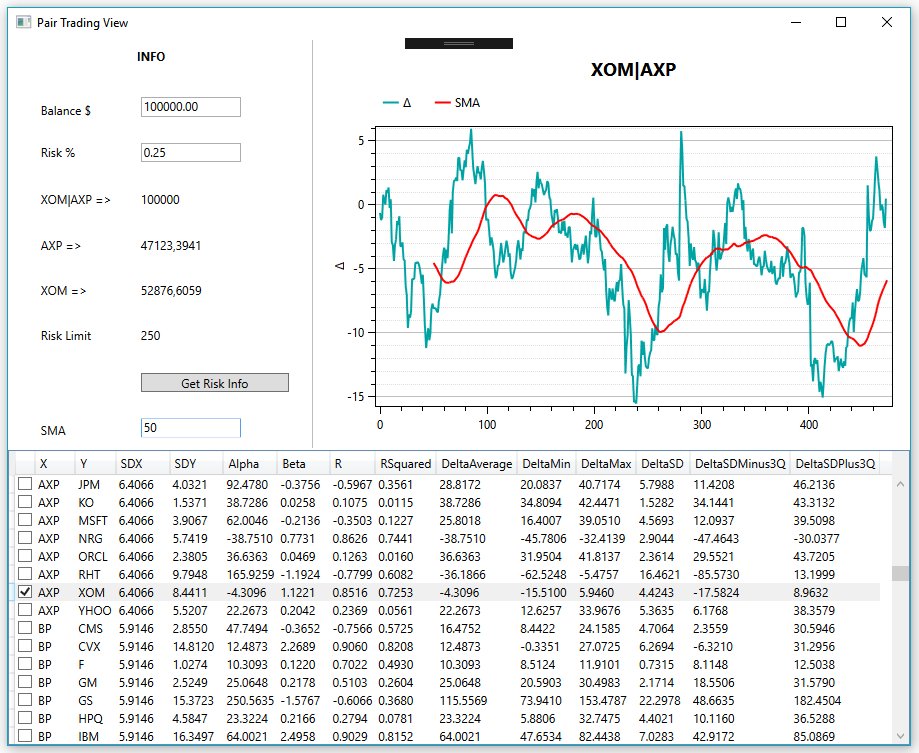 Pair Trading View
INFO
Balance $ 100000.00
Risk % 0.25
XOM|AXP => 100000
AXP => 47123,3941
XOM => 52876,6059
Risk Limit 250
Get Risk Info
SMA 50
XOM|AXP
Δ SMA
5
0
-5
-10
-15
Δ
0 100 200 300 400
X Y SDX SDY Alpha Beta R RSquared DeltaAverage DeltaMin DeltaMax DeltaSD DeltaSDMinus3Q DeltaSDPlus3Q
AXP JPM 6.4066 4.0321 92.4780 -0.3756 -0.5967 0.3561 28.8172 20.0837 40.7174 5.7988 11.4208 46.2136
AXP KO 6.4066 1.5371 38.7286 0.0258 0.1075 0.0115 38.7286 34.8094 42.4471 1.5282 34.1441 43.3132
AXP MSFT 6.4066 3.9067 62.0046 -0.2136 -0.3503 0.1227 25.8018 16.4007 39.0510 4.5693 12.0937 39.5098
AXP NRG 6.4066 5.7419 -38.7510 0.7731 0.8626 0.7441 -38.7510 -45.7806 -32.4139 2.9044 -47.4643 -30.0377
AXP ORCL 6.4066 2.3805 36.6363 0.0469 0.1263 0.0160 36.6363 31.9504 41.8137 2.3614 29.5521 43.7205
AXP RHT 6.4066 9.7948 165.9259 -1.1924 -0.7799 0.6082 -36.1866 -62.5248 -5.4757 16.4621 -85.5730 13.1999
AXP XOM 6.4066 8.4411 -4.3096 1.1221 0.8516 0.7253 -4.3096 -15.5100 5.9460 4.4243 -17.5824 8.9632
AXP YHOO 6.4066 5.5207 22.2673 0.2042 0.2369 0.0561 22.2673 12.6257 33.9676 5.3635 6.1768 38.3579
BP CMS 5.9146 2.8550 47.7494 -0.3652 -0.7566 0.5725 16.4752 8.4422 24.1585 4.7064 2.3559 30.5946
BP CVX 5.9146 14.8120 12.4873 2.2689 0.9060 0.8208 12.4873 -0.3351 27.0725 6.2694 -6.3210 31.2956
BP F 5.9146 1.0274 10.3093 0.1220 0.7022 0.4930 10.3093 8.5124 11.9101 0.7315 8.1148 12.5038
BP GM 5.9146 2.5249 25.0648 0.2178 0.5103 0.2604 25.0648 20.5903 30.4983 2.1714 18.5506 31.5790
BP GS 5.9146 15.3723 250.5635 -1.5767 -0.6066 0.3680 115.5569 73.9410 153.4787 22.2978 48.6635 182.4504
BP HPQ 5.9146 4.5847 23.3224 0.2166 0.2794 0.0781 23.3224 5.8806 32.7475 4.4021 10.1160 36.5288
BP IBM 5.9146 16.3497 64.0021 2.4958 0.9029 0.8152 64.0021 47.6534 82.4438 7.0283 42.9172 85.0869